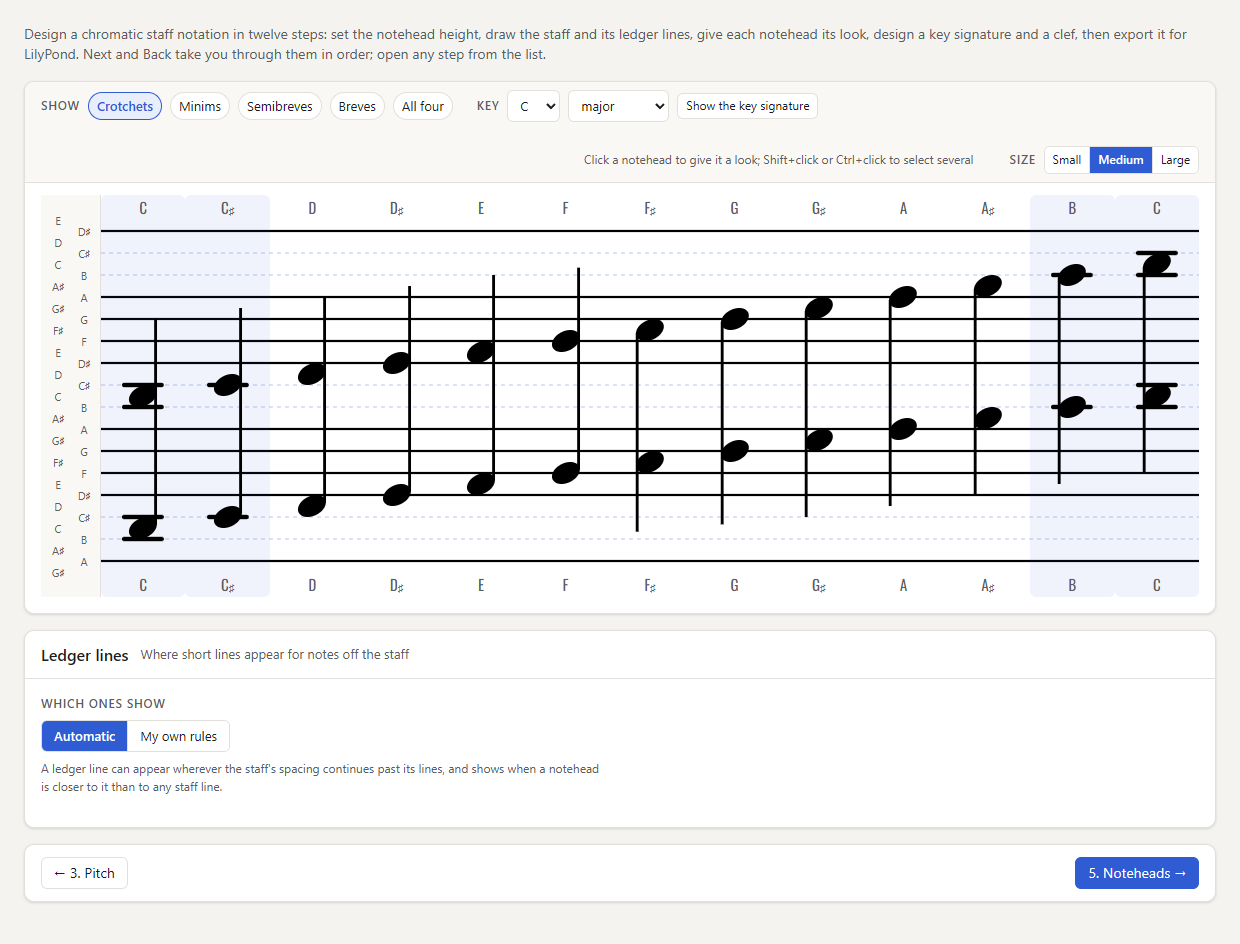 Design a chromatic staff notation in twelve steps: set the notehead height, draw the staff and its ledger lines, give each notehead its look, design a key signature and a clef, then export it for
LilyPond. Next and Back take you through them in order; open any step from the list.
SHOW Crotchets Minims Semibreves Breves All four KEY C major Show the key signature
Click a notehead to give it a look; Shift+click or Ctrl+click to select several SIZE Small Medium Large
C C♯ D D♯ E F F♯ G G♯ A A♯ B C
E
D♯
D
C♯
C
B
A♯
A
G♯
G
F♯
F
E
D♯
D
C♯
C
B
A♯
A
G♯
G
F♯
F
E
D♯
D
C♯
C
B
A♯
A
G♯
C C♯ D D♯ E F F♯ G G♯ A A♯ B C
Ledger lines Where short lines appear for notes off the staff
WHICH ONES SHOW
Automatic My own rules
A ledger line can appear wherever the staff's spacing continues past its lines, and shows when a notehead
is closer to it than to any staff line.
← 3. Pitch 5. Noteheads →